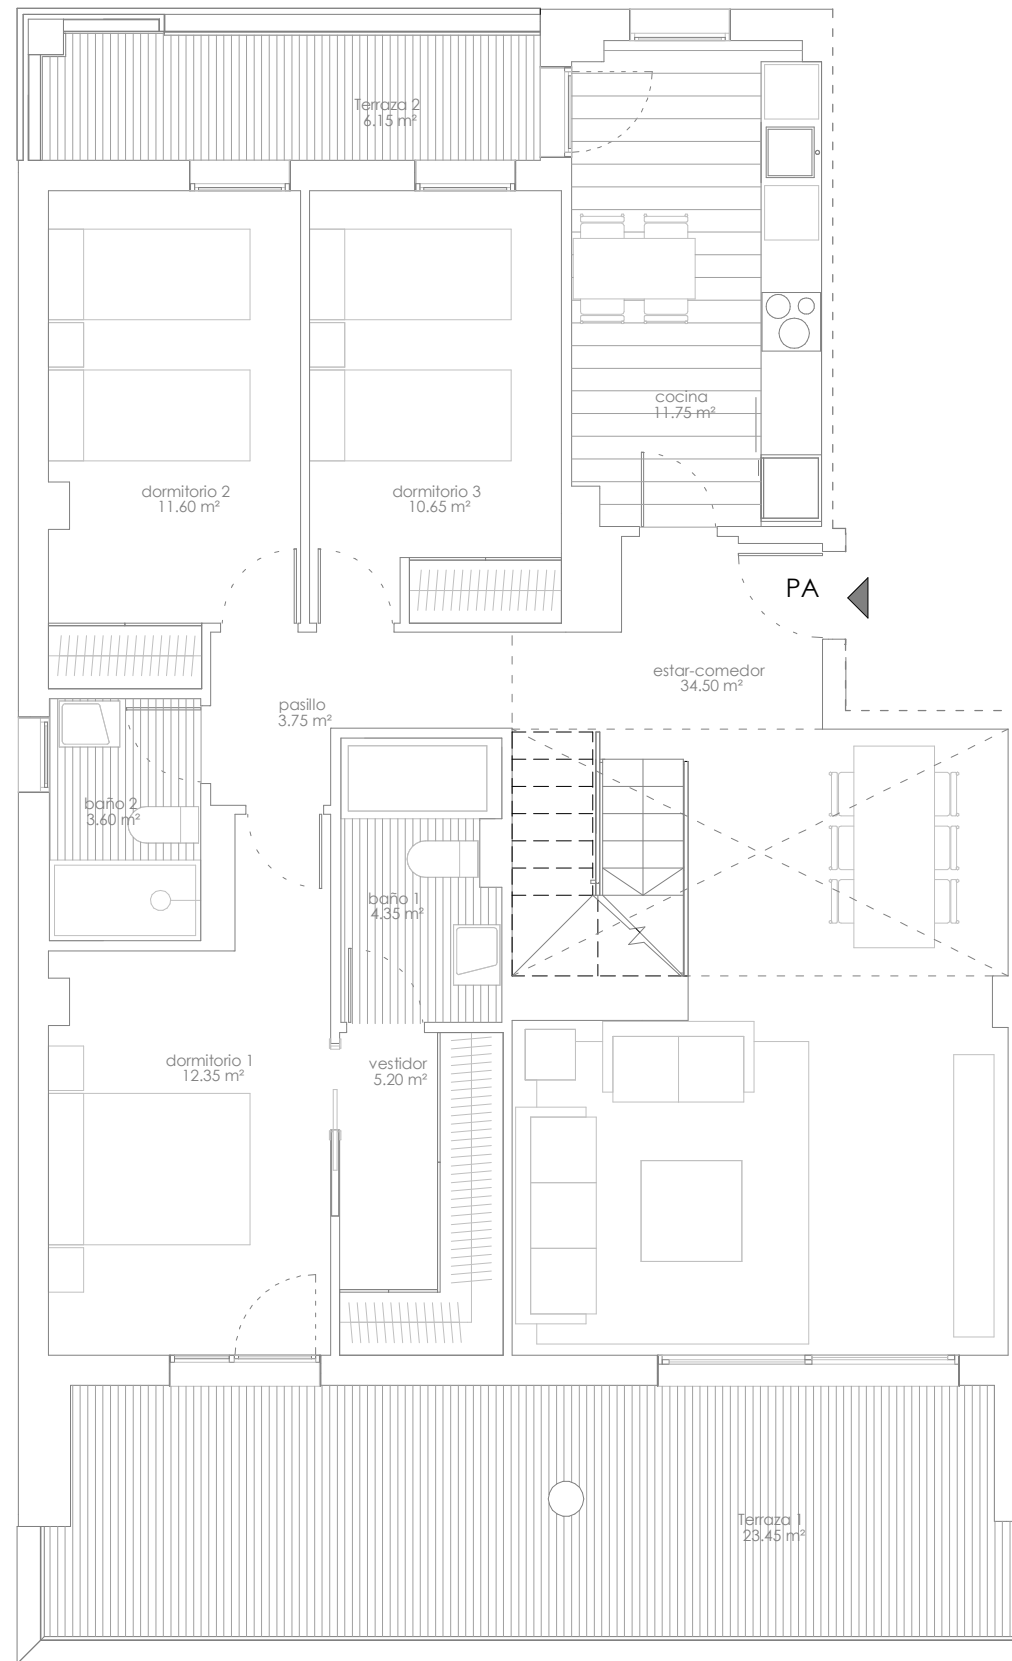 Terraza 2
6.15 m²
cocina
11.75 m²
dormitorio 2
11.60 m²
dormitorio 3
10.65 m²
PA
estar-comedor
34.50 m²
pasillo
3.75 m²
baño 2
3.60 m²
baño 1
4.35 m²
dormitorio 1
12.35 m²
vestidor
5.20 m²
Terraza 1
23.45 m²